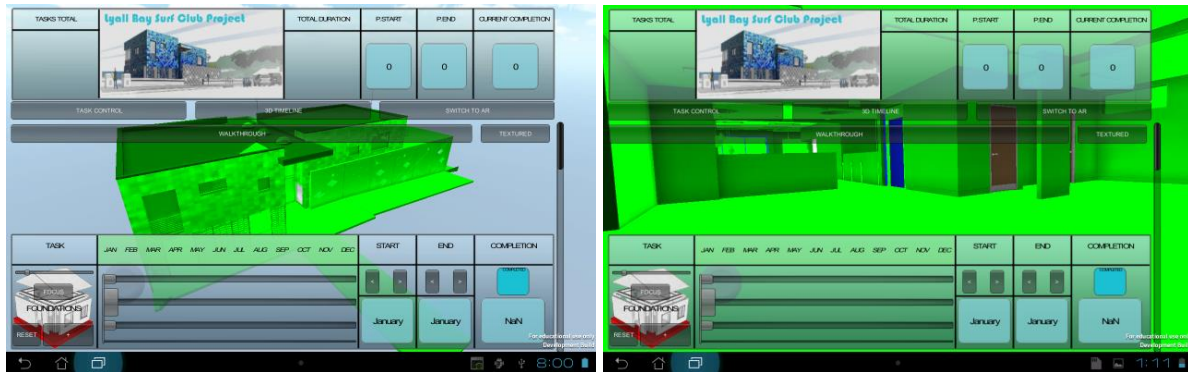 TASKS TOTAL
Lyall Bay Surf Club Project
TOTAL DURATION
P.START
P.END
CURRENT COMPLETION
0
0
0
TASK CONTROL
3D TIMELINE
SWITCH TO AR
WALKTHROUGH
TEXTURED
TASK
JAN FEB MAR APR MAY JUN JUL AUG SEP OCT NOV DEC
START
END
COMPLETION
COMPLETED
FOCUS
FOUNDATIONS
RESET
January
January
NaN
For educational use only
Development Build
8:00
TASKS TOTAL
Lyall Bay Surf Club Project
TOTAL DURATION
P.START
P.END
CURRENT COMPLETION
0
0
0
TASK CONTROL
3D TIMELINE
SWITCH TO AR
WALKTHROUGH
TEXTURED
TASK
JAN FEB MAR APR MAY JUN JUL AUG SEP OCT NOV DEC
START
END
COMPLETION
COMPLETED
FOCUS
FOUNDATIONS
RESET
January
January
NaN
For educational use only
Development Build
1:11